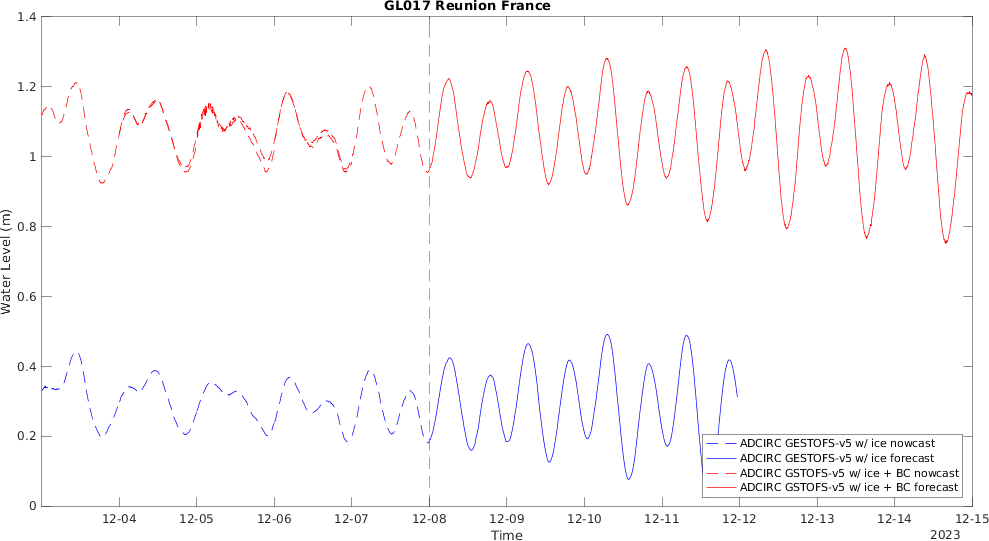 GL017 Reunion France
1.4
1.2
1
0.8
0.6
0.4
0.2
0
Water Level (m)
ADCIRC GESTOFS-v5 w/ ice nowcast
ADCIRC GESTOFS-v5 w/ ice forecast
ADCIRC GSTOFS-v5 w/ ice + BC nowcast
ADCIRC GSTOFS-v5 w/ ice + BC forecast
12-04 12-05 12-06 12-07 12-08 12-09 12-10 12-11 12-12 12-13 12-14 12-15
Time
2023